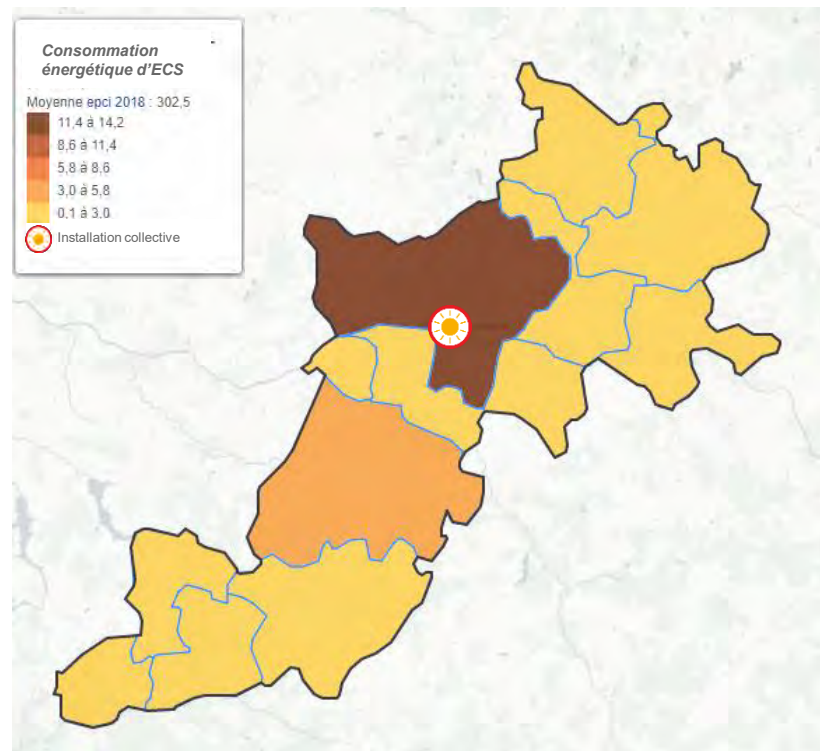 Consommation
énergétique d'ECS
Moyenne epci 2018 : 302,5
11,4 à 14,2
8,6 à 11,4
5,8 à 8,6
3,0 à 5,8
0,1 à 3,0
Installation collective